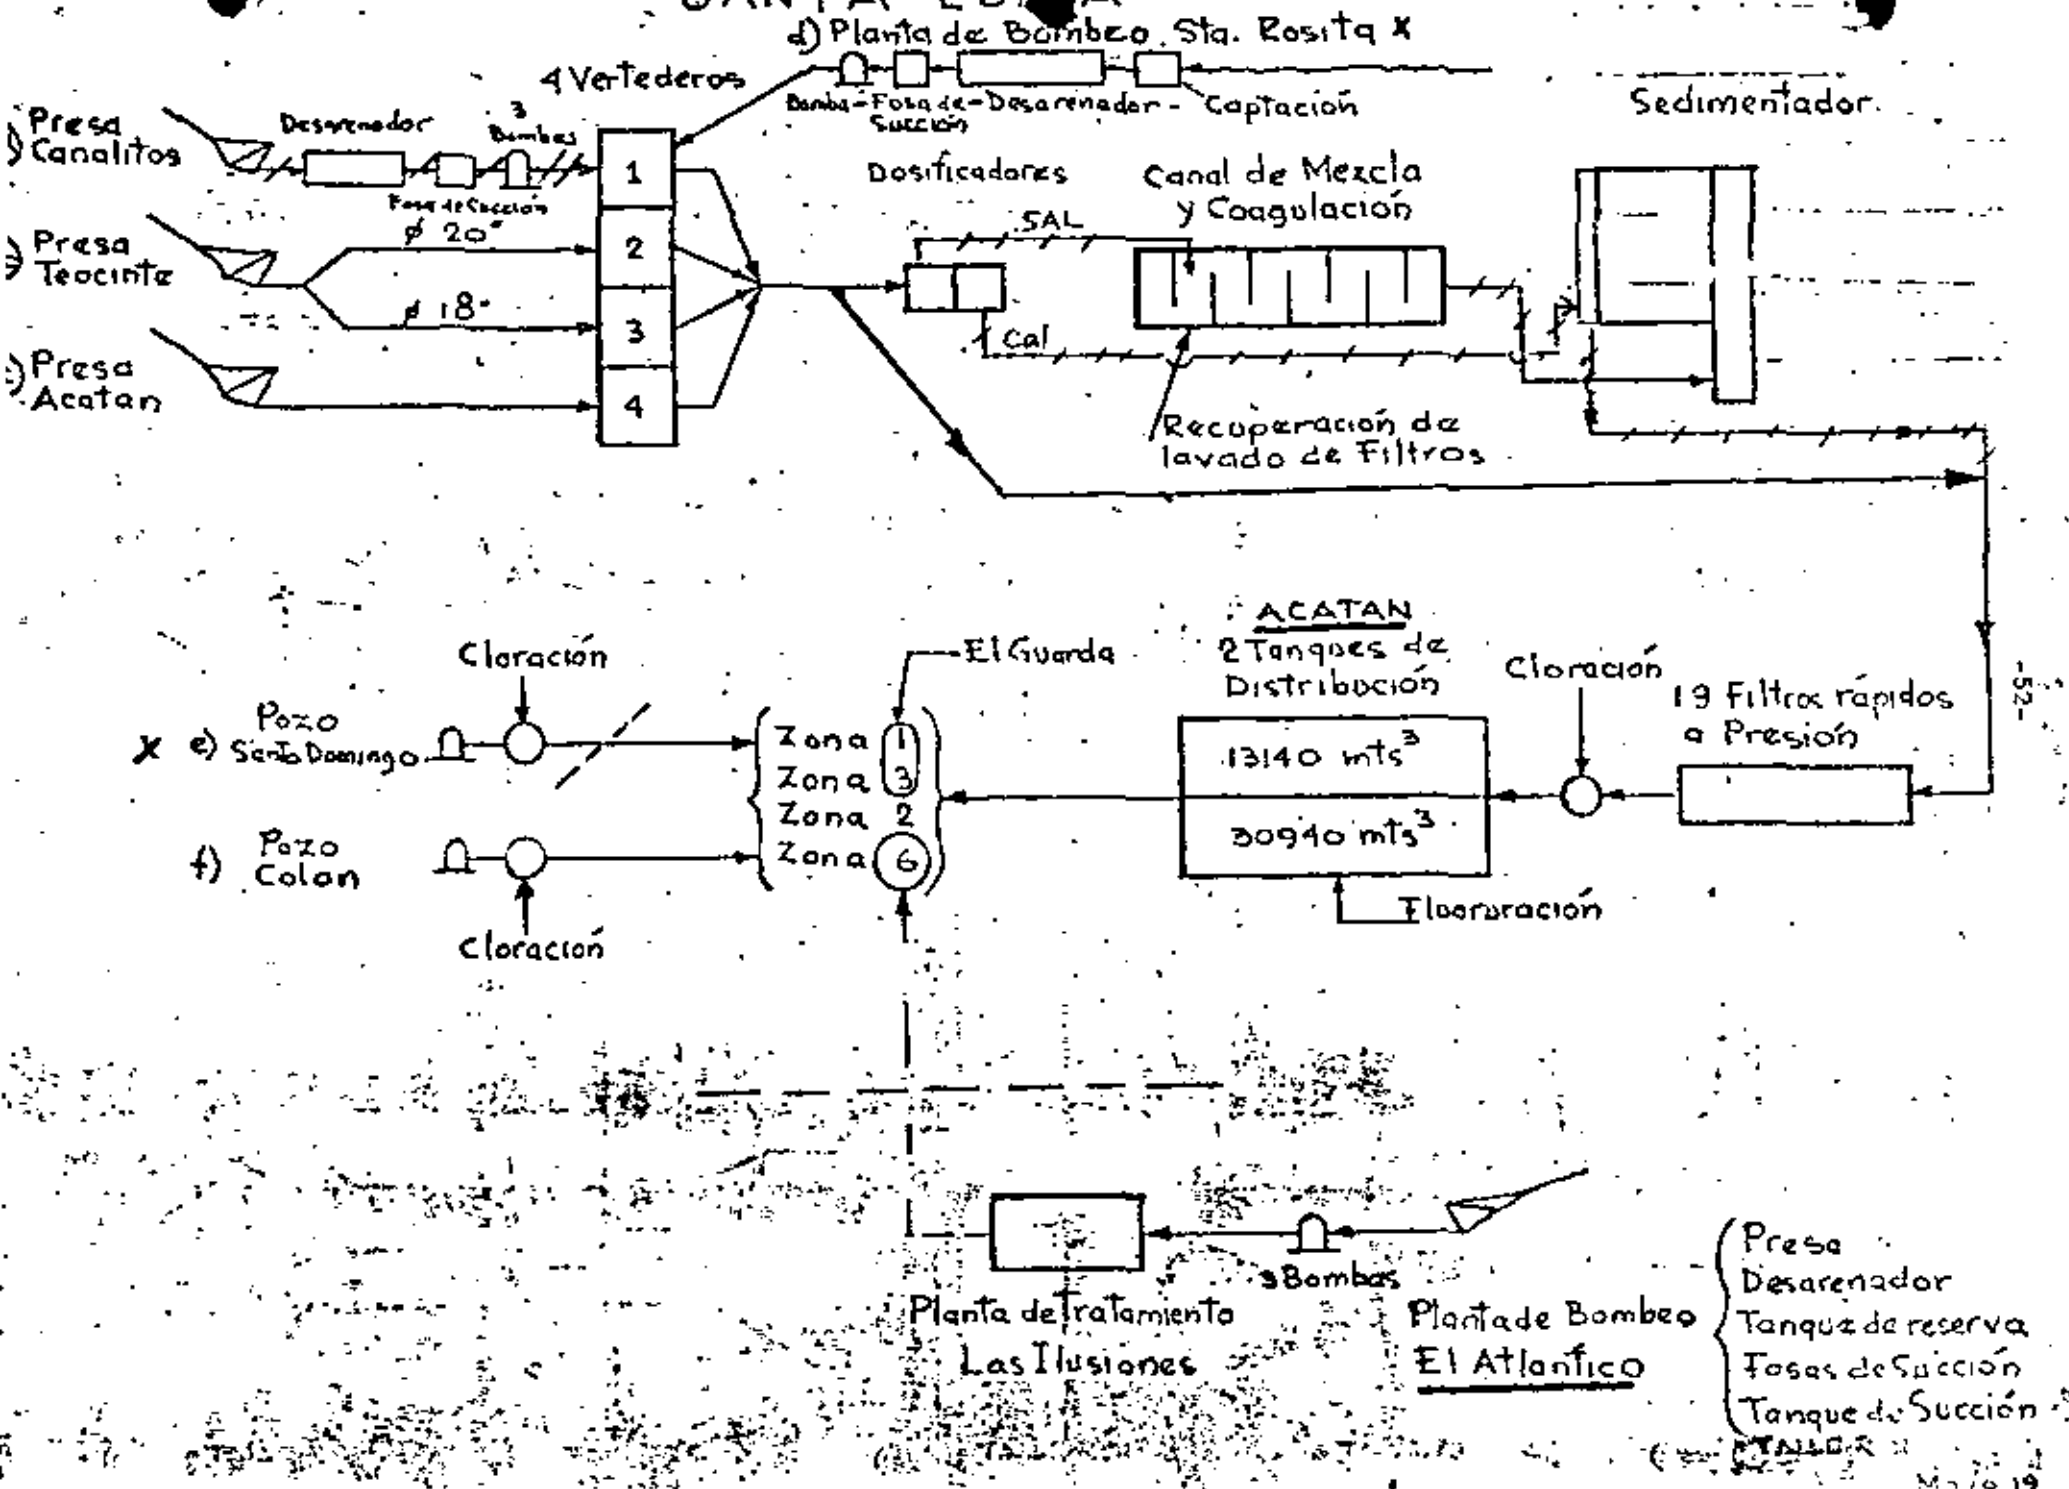 d) Planta de Bombeo Sta. Rosita X
4 Vertederos
Bomba-Fosa de-Desarenador-Captación
Succión
Sedimentador
Presa
Canalitos
Desarenador
3
Bombas
Fosa de Succión
1
2
3
4
Presa
Teocinte
ø 20"
ø 18"
Presa
Acatan
Dosificadores
SAL
Cal
Canal de Mezcla
y Coagulación
Recuperación de
lavado de Filtros
-52-
Cloración
X e) Pozo
Santo Domingo
f) Pozo
Colon
Cloración
El Guarda
Zona 1
Zona 3
Zona 2
Zona 6
ACATAN
2 Tanques de
Distribución
13140 mts³
30940 mts³
Fluoruración
Cloración
19 Filtros rápidos
a Presión
3 Bombas
Planta de Tratamiento
Las Ilusiones
Planta de Bombeo
El Atlantico
Presa
Desarenador
Tanque de reserva
Fosas de Succión
Tanque de Succión